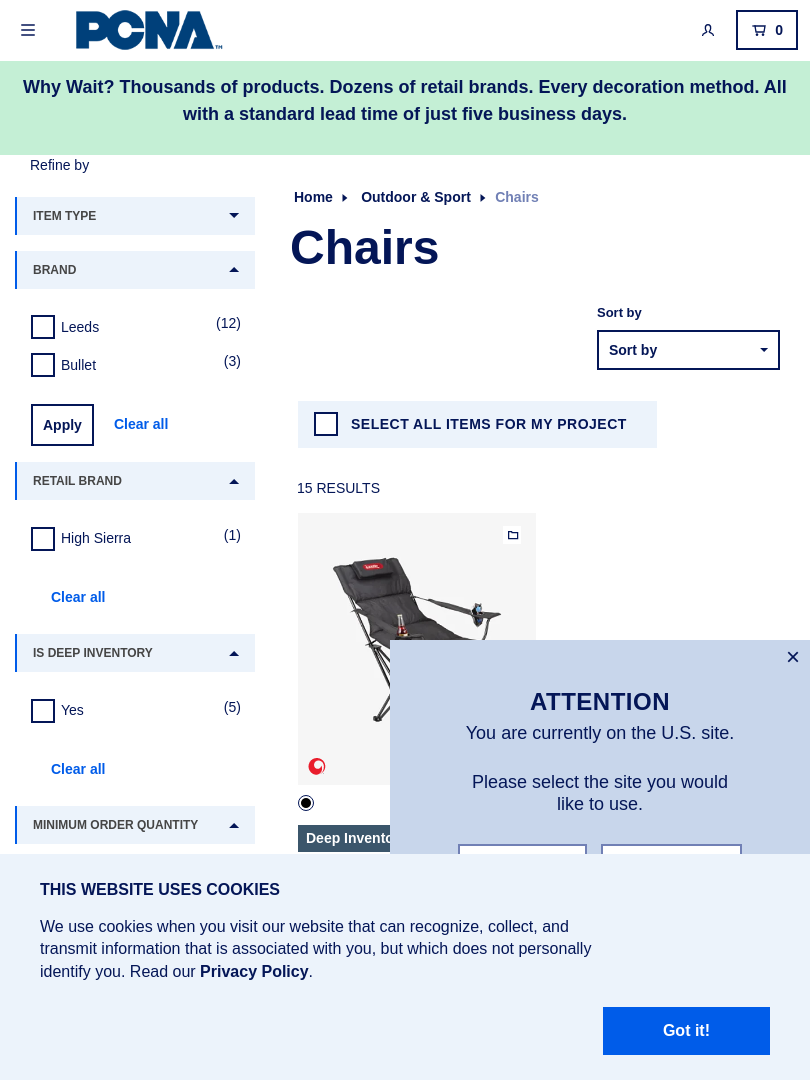 PCNA™
0
Why Wait? Thousands of products. Dozens of retail brands. Every decoration method. All
with a standard lead time of just five business days.
Refine by
ITEM TYPE
BRAND
Leeds (12)
Bullet (3)
Apply Clear all
RETAIL BRAND
High Sierra (1)
Clear all
IS DEEP INVENTORY
Yes (5)
Clear all
MINIMUM ORDER QUANTITY
Home Outdoor & Sport Chairs
Chairs
Sort by
Sort by
SELECT ALL ITEMS FOR MY PROJECT
15 RESULTS
Deep Invento
ATTENTION
You are currently on the U.S. site.
Please select the site you would
like to use.
THIS WEBSITE USES COOKIES
We use cookies when you visit our website that can recognize, collect, and
transmit information that is associated with you, but which does not personally
identify you. Read our Privacy Policy.
Got it!